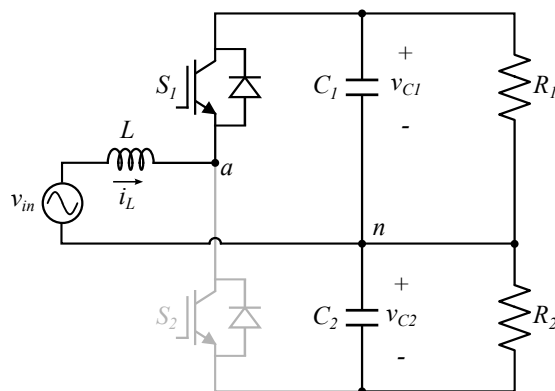 S1
C1
+
vC1
-
R1
L
a
iL
vin
n
S2
C2
+
vC2
-
R2